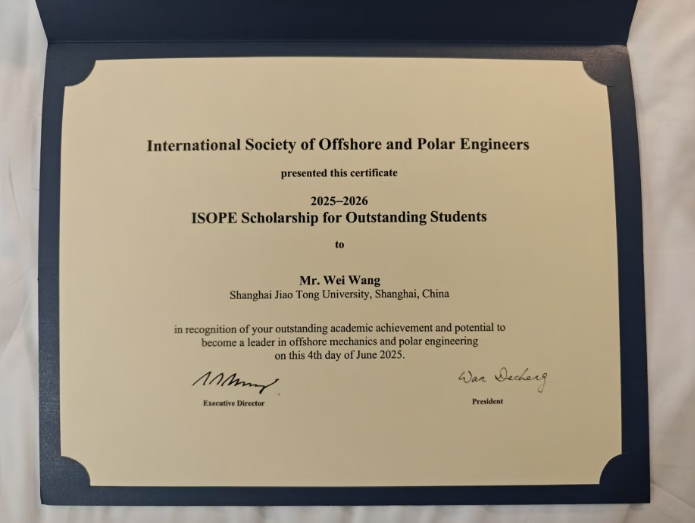 International Society of Offshore and Polar Engineers
presented this certificate
2025–2026
ISOPE Scholarship for Outstanding Students
to
Mr. Wei Wang
Shanghai Jiao Tong University, Shanghai, China
in recognition of your outstanding academic achievement and potential to
become a leader in offshore mechanics and polar engineering
on this 4th day of June 2025.
Wan Decheng
Executive Director
President